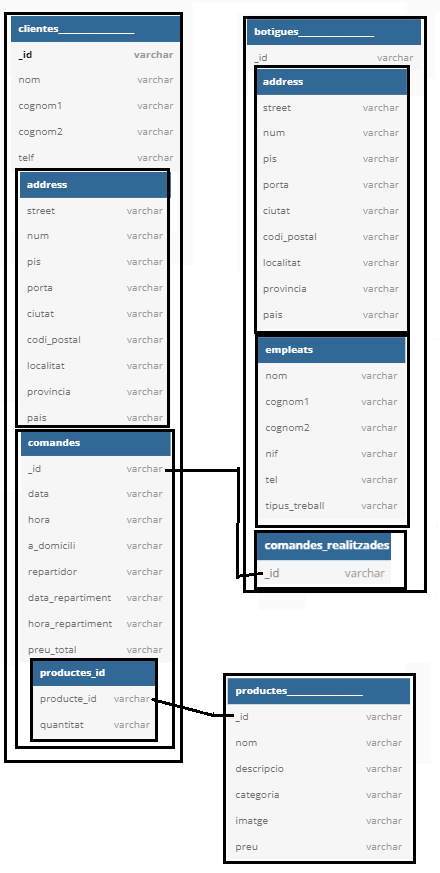 clientes_______________
_id varchar
nom varchar
cognom1 varchar
cognom2 varchar
telf varchar
address
street varchar
num varchar
pis varchar
porta varchar
ciutat varchar
codi_postal varchar
localitat varchar
provincia varchar
pais varchar
comandes
_id varchar
data varchar
hora varchar
a_domicili varchar
repartidor varchar
data_repartiment varchar
hora_repartiment varchar
preu_total varchar
productes_id
producte_id varchar
quantitat varchar
botigues_______________
_id varchar
address
street varchar
num varchar
pis varchar
porta varchar
ciutat varchar
codi_postal varchar
localitat varchar
provincia varchar
pais varchar
empleats
nom varchar
cognom1 varchar
cognom2 varchar
nif varchar
tel varchar
tipus_treball varchar
comandes_realitzades
_id varchar
productes_______________
_id varchar
nom varchar
descripcio varchar
categoria varchar
imatge varchar
preu varchar